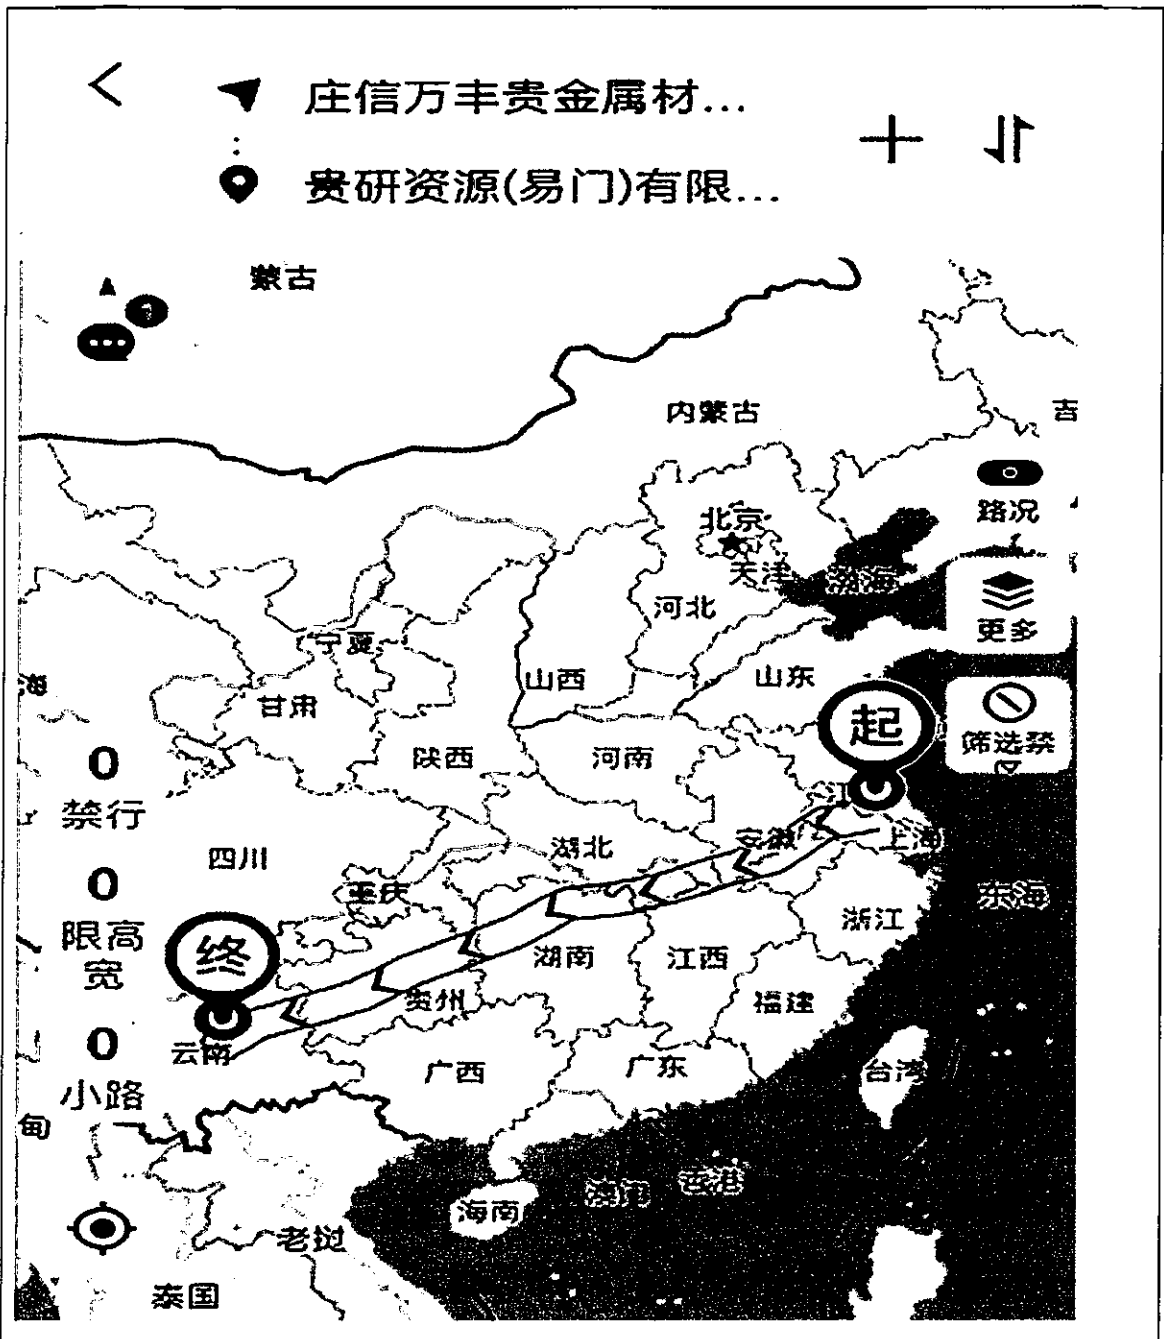 庄信万丰贵金属材...
贵研资源(易门)有限...
蒙古
内蒙古
吉
路况
北京
天津
渤海
更多
河北
宁夏
山西
山东
甘肃
起
筛选禁
陕西
河南
0
禁行
江
安徽
上海
湖北
四川
重庆
0
限高
宽
东海
浙江
终
湖南
江西
贵州
福建
0
小路
云南
广西
广东
台湾
甸
香港
澳门
海南
老挝
泰国